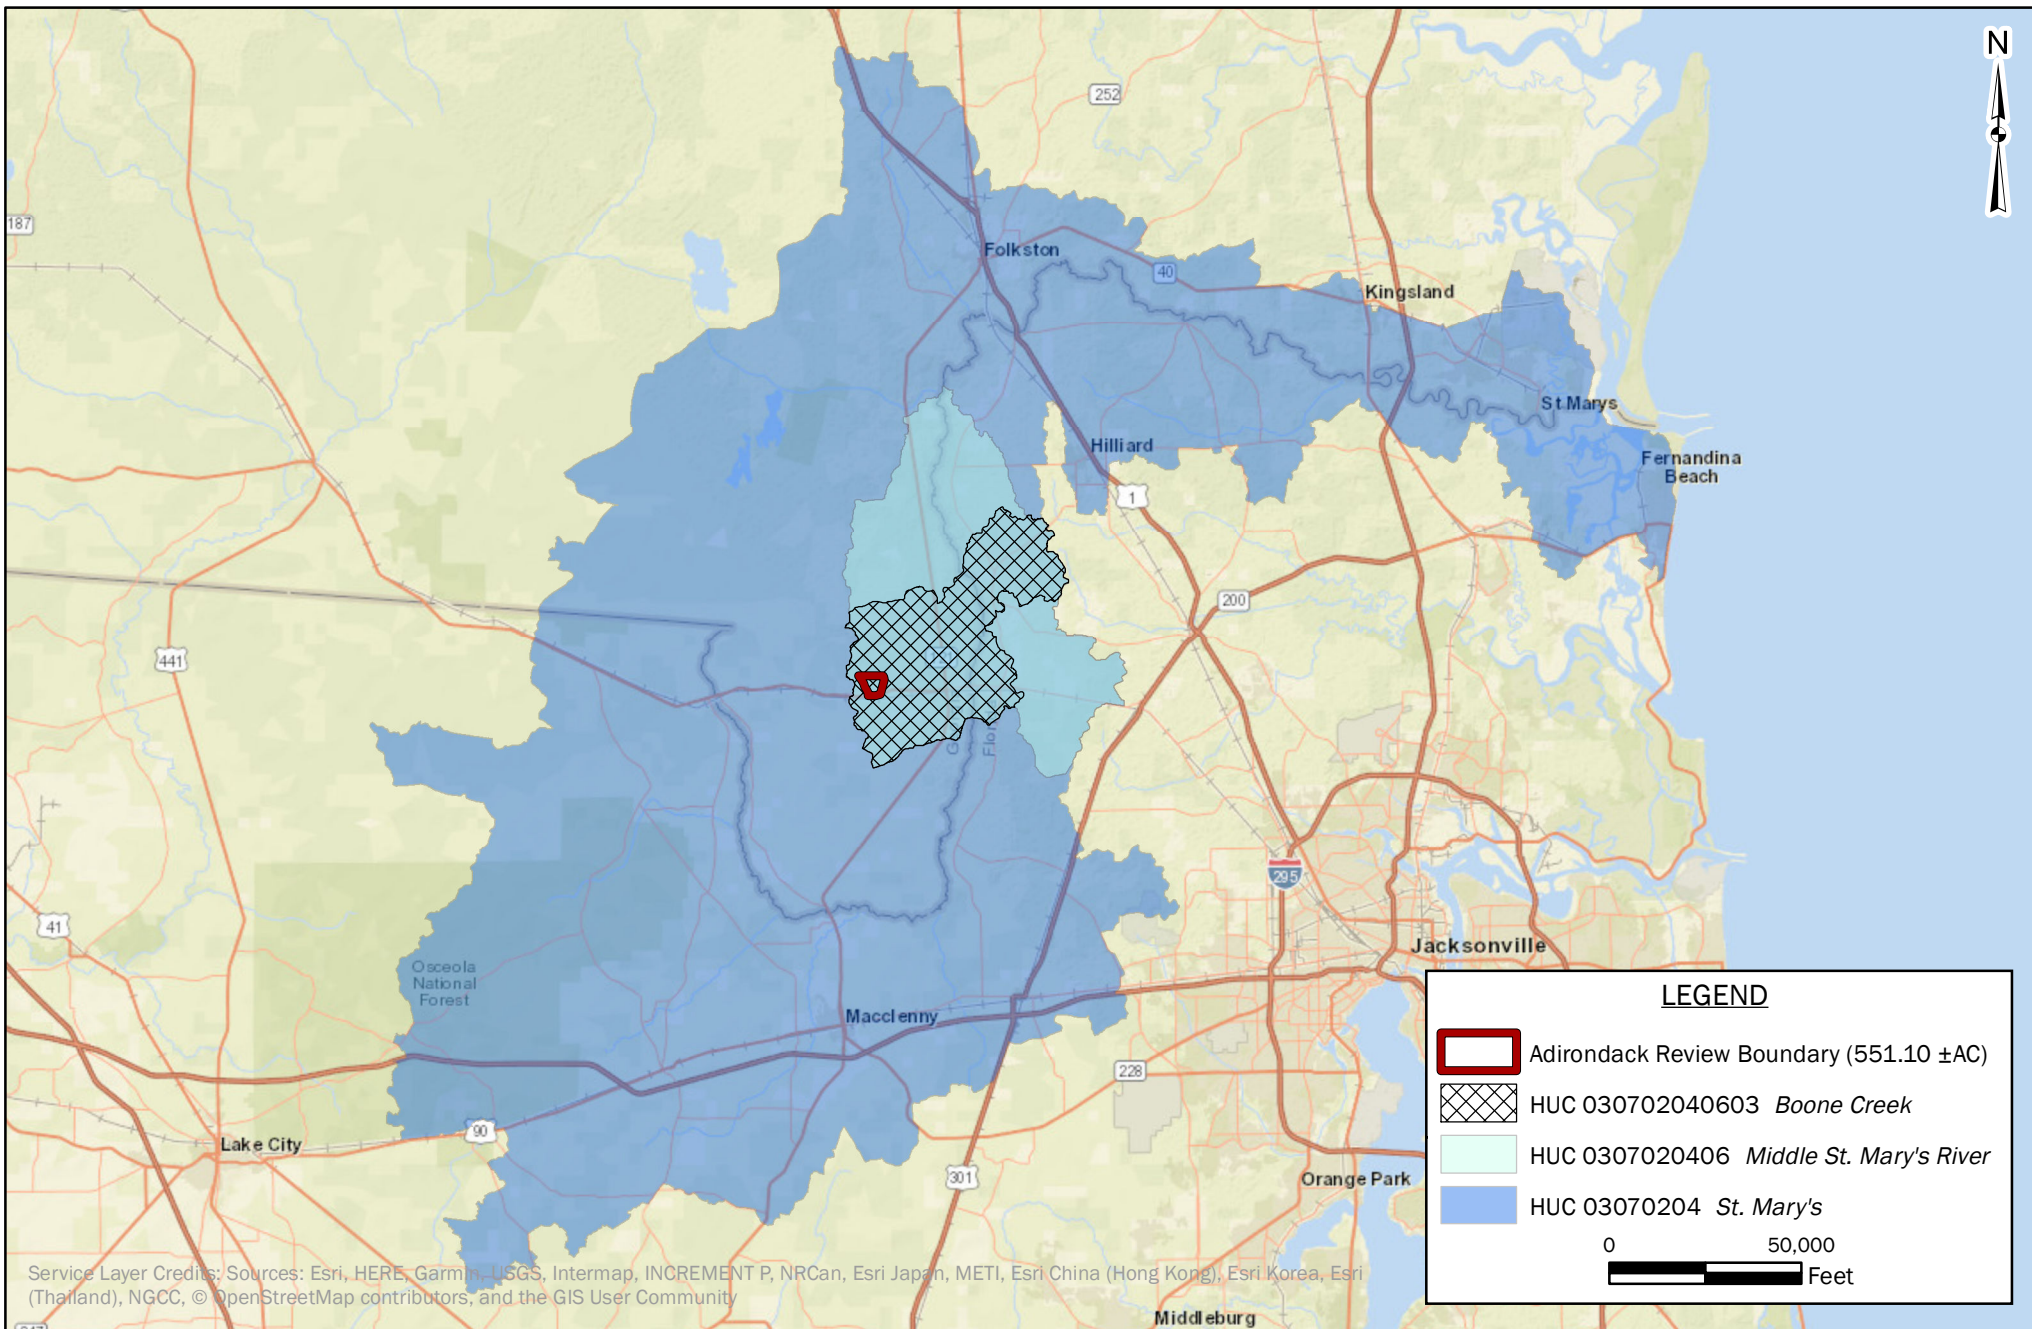 N
252
187
Folkston
40
Kingsland
St Marys
Hilliard
Fernandina
Beach
1
200
441
295
41
Jacksonville
Osceola
National
Forest
Macclenny
228
90
Lake City
301
Orange Park
Middleburg
LEGEND
Adirondack Review Boundary (551.10 ±AC)
HUC 030702040603 Boone Creek
HUC 0307020406 Middle St. Mary's River
HUC 03070204 St. Mary's
0 50,000
Feet
Service Layer Credits: Sources: Esri, HERE, Garmin, USGS, Intermap, INCREMENT P, NRCan, Esri Japan, METI, Esri China (Hong Kong), Esri Korea, Esri
(Thailand), NGCC, © OpenStreetMap contributors, and the GIS User Community